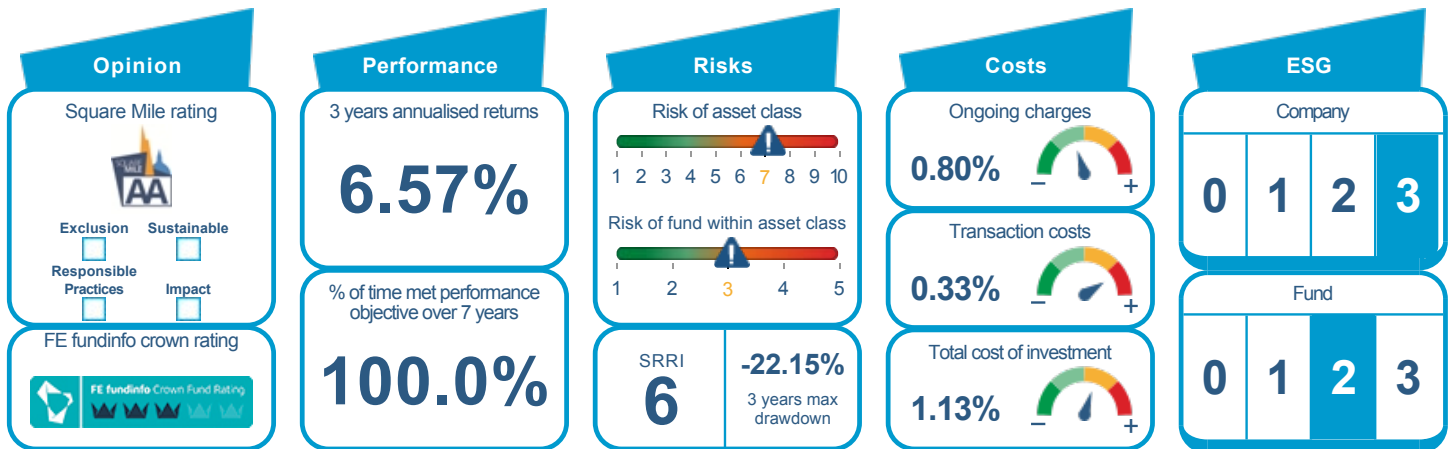 Opinion
Square Mile rating
SQUARE
MILE
AA
Exclusion Sustainable
Responsible
Practices Impact
FE fundinfo crown rating
FE fundinfo Crown Fund Rating
Performance
3 years annualised returns
6.57%
% of time met performance
objective over 7 years
100.0%
Risks
Risk of asset class
1 2 3 4 5 6 7 8 9 10
Risk of fund within asset class
1 2 3 4 5
SRRI
6
-22.15%
3 years max
drawdown
Costs
Ongoing charges
0.80%
− +
Transaction costs
0.33%
− +
Total cost of investment
1.13%
− +
ESG
Company
0 1 2 3
Fund
0 1 2 3